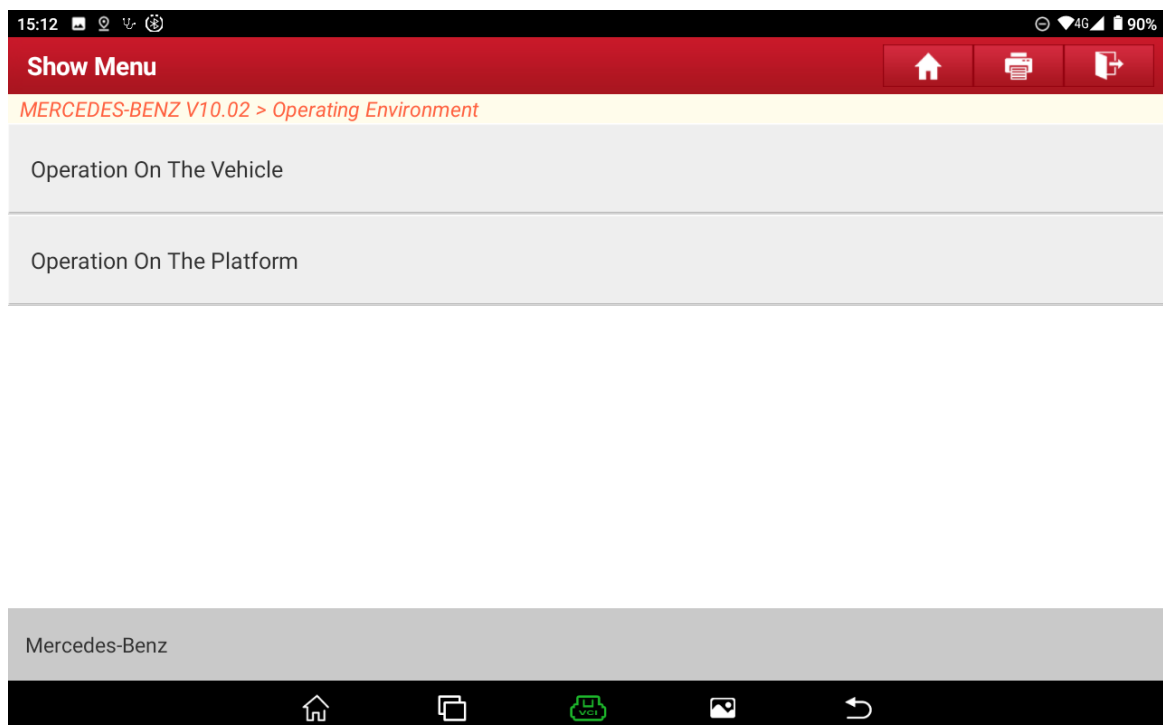 15:12 4G 90%
Show Menu
MERCEDES-BENZ V10.02 > Operating Environment
Operation On The Vehicle
Operation On The Platform
Mercedes-Benz
VCI